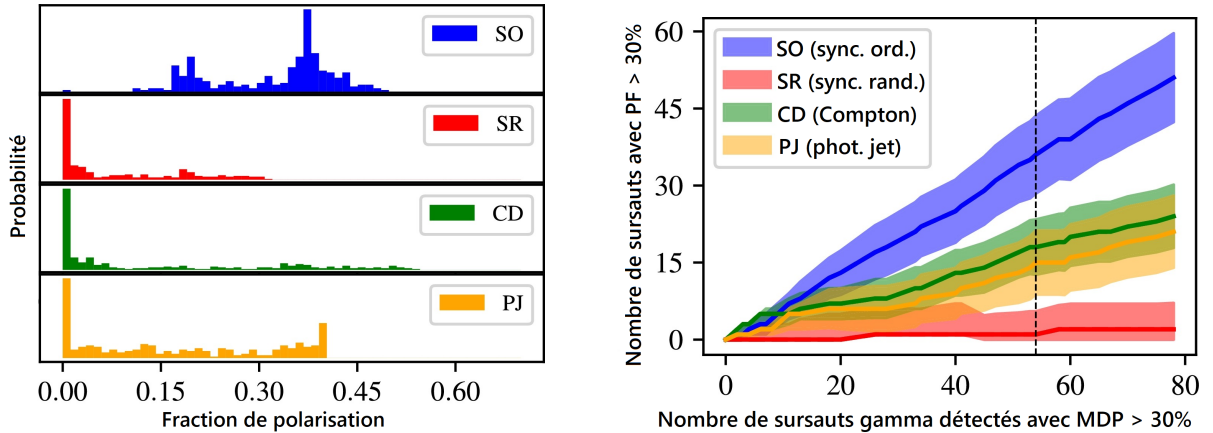 Probabilité
SO
SR
CD
PJ
0.00 0.15 0.30 0.45 0.60
Fraction de polarisation
Nombre de sursauts avec PF > 30%
60
45
30
15
0
SO (sync. ord.)
SR (sync. rand.)
CD (Compton)
PJ (phot. jet)
0 20 40 60 80
Nombre de sursauts gamma détectés avec MDP > 30%